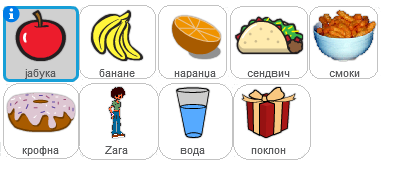 јабука банане наранџа сендвич смоки
крофна Zara вода поклон